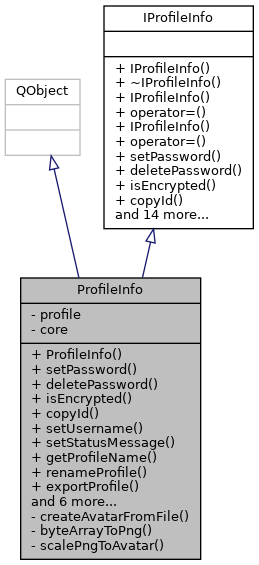 IProfileInfo
+ IProfileInfo()
+ ~IProfileInfo()
+ IProfileInfo()
+ operator=()
+ IProfileInfo()
+ operator=()
+ setPassword()
+ deletePassword()
+ isEncrypted()
+ copyId()
and 14 more...
QObject
ProfileInfo
- profile
- core
+ ProfileInfo()
+ setPassword()
+ deletePassword()
+ isEncrypted()
+ copyId()
+ setUsername()
+ setStatusMessage()
+ getProfileName()
+ renameProfile()
+ exportProfile()
and 6 more...
- createAvatarFromFile()
- byteArrayToPng()
- scalePngToAvatar()